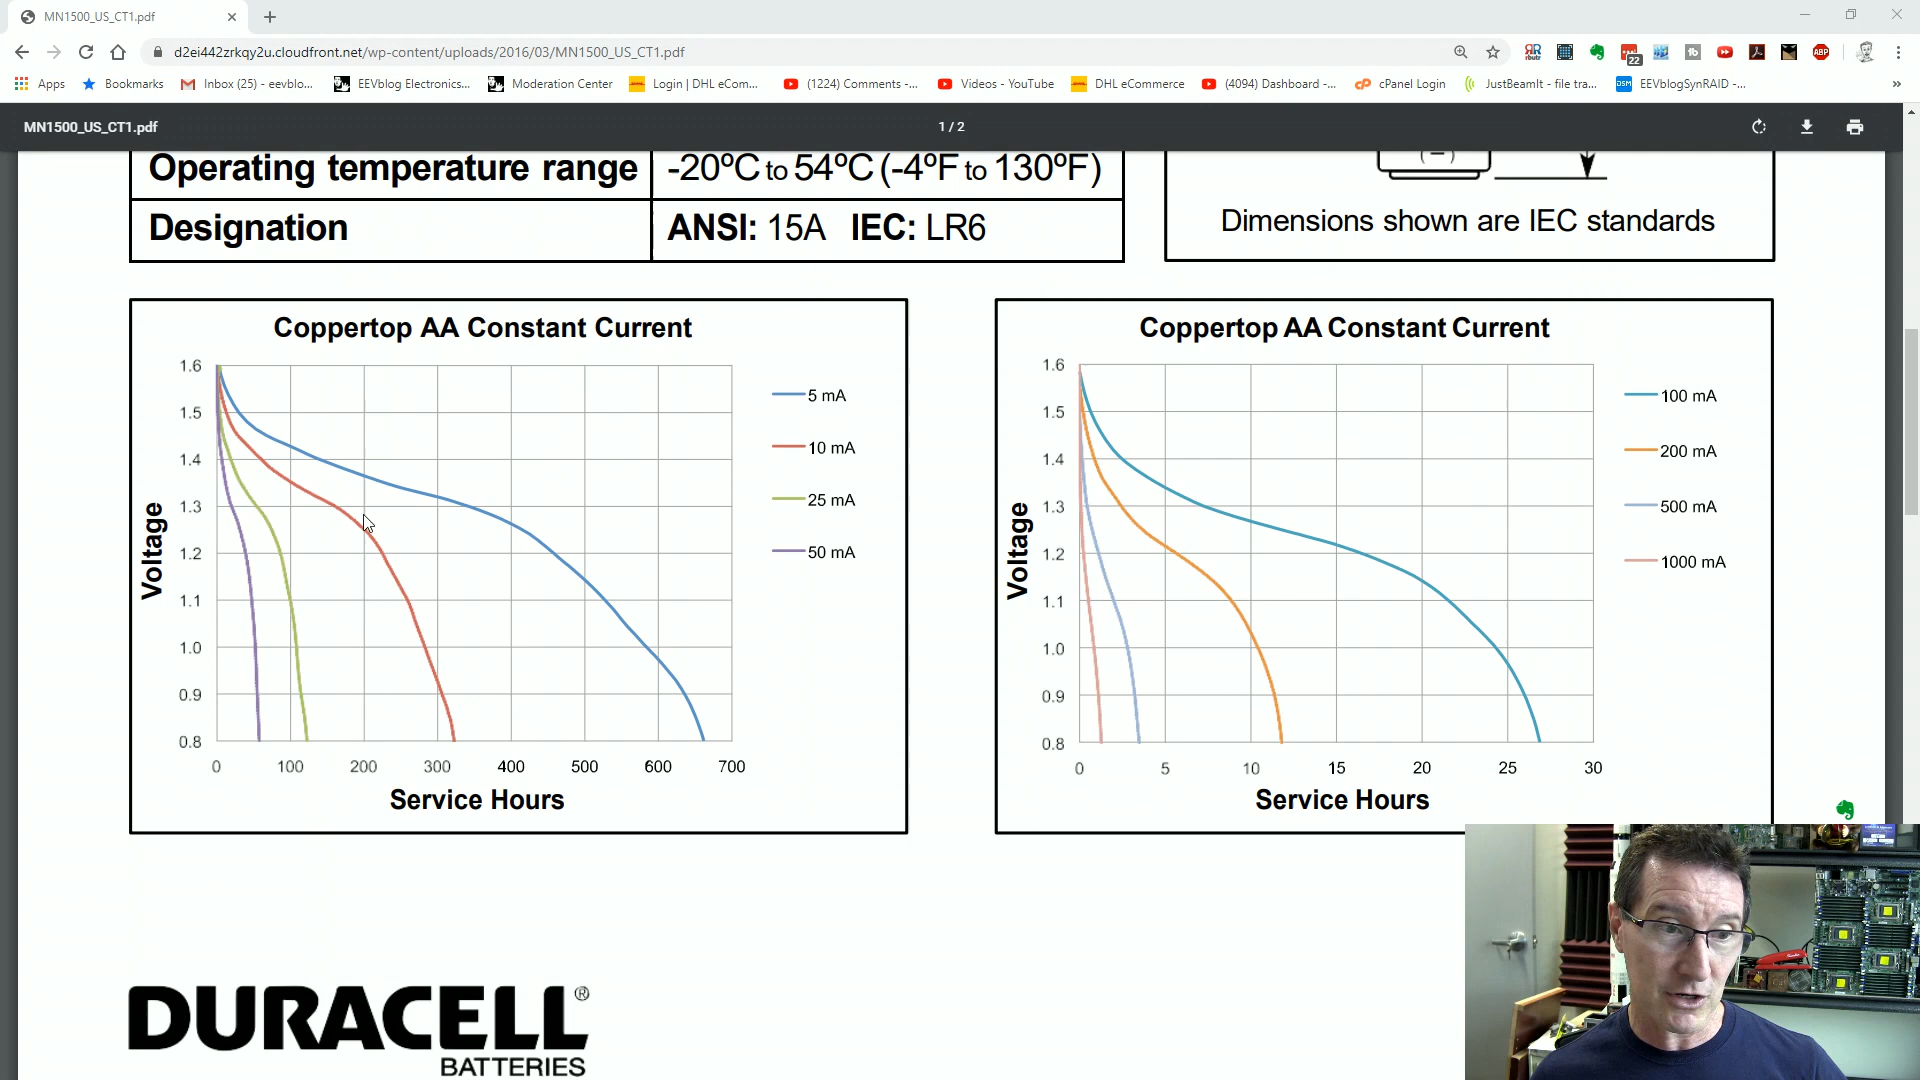 MN1500_US_CT1.pdf
d2ei442zrkqy2u.cloudfront.net/wp-content/uploads/2016/03/MN1500_US_CT1.pdf
22
ABP
Apps Bookmarks Inbox (25) - eevblo... EEVblog Electronics... Moderation Center Login | DHL eCom... (1224) Comments -... Videos - YouTube DHL eCommerce (4094) Dashboard -... cPanel Login JustBeamIt - file tra... EEVblogSynRAID -... »
MN1500_US_CT1.pdf 1 / 2
Operating temperature range -20ºC to 54ºC (-4ºF to 130ºF)
Designation ANSI: 15A IEC: LR6
(−)
Dimensions shown are IEC standards
Coppertop AA Constant Current
1.6
1.5
1.4
1.3
1.2
1.1
1.0
0.9
0.8
Voltage
0 100 200 300 400 500 600 700
Service Hours
5 mA
10 mA
25 mA
50 mA
Coppertop AA Constant Current
1.6
1.5
1.4
1.3
1.2
1.1
1.0
0.9
0.8
Voltage
0 5 10 15 20 25 30
Service Hours
100 mA
200 mA
500 mA
1000 mA
DURACELL®
BATTERIES